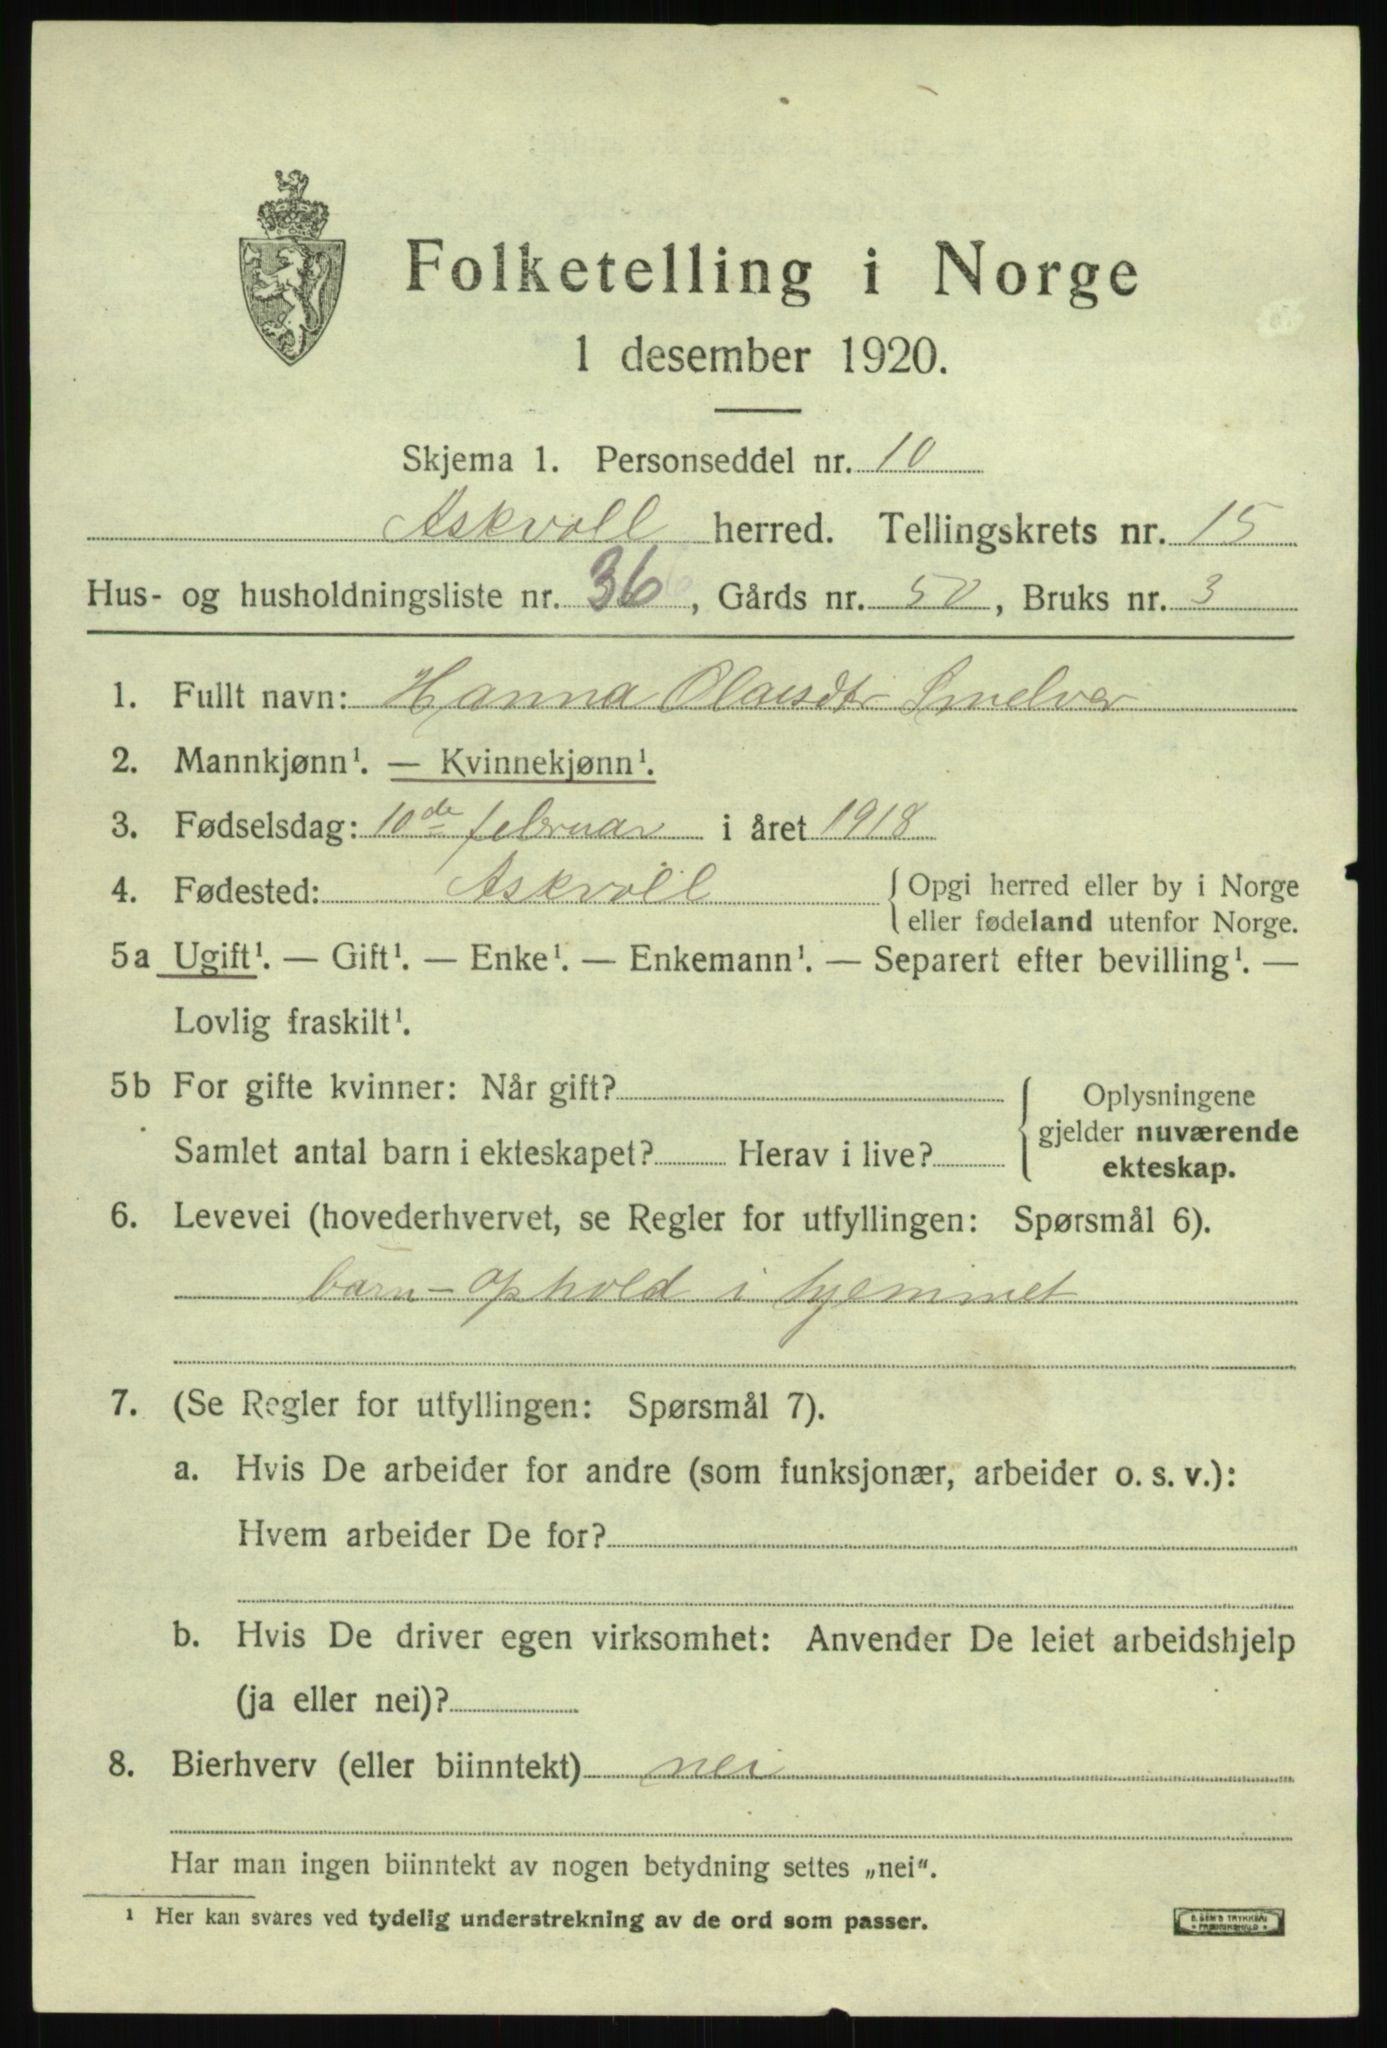 Folketelling i Norge
1 desember 1920.
Skjema 1. Personseddel nr. 10
Askvoll herred. Tellingskrets nr. 15
Hus- og husholdningsliste nr. 36, Gårds nr. 50, Bruks nr. 3
1. Fullt navn: Hanna Olaisdtr Smelvær
2. Mannkjønn¹. — Kvinnekjønn¹.
3. Fødselsdag: 10de februar i året 1918
4. Fødested: Askvoll {Opgi herred eller by i Norge
eller fødeland utenfor Norge.
5a Ugift¹. — Gift¹. — Enke¹. — Enkemann¹. — Separert efter bevilling¹. —
Lovlig fraskilt¹.
5b For gifte kvinner: Når gift? Oplysningene
gjelder nuværende
Samlet antal barn i ekteskapet? Herav i live? ekteskap.
6. Levevei (hovederhvervet, se Regler for utfyllingen: Spørsmål 6).
barn - ophold i hjemmet
7. (Se Regler for utfyllingen: Spørsmål 7).
a. Hvis De arbeider for andre (som funksjonær, arbeider o. s. v.):
Hvem arbeider De for?
b. Hvis De driver egen virksomhet: Anvender De leiet arbeidshjelp
(ja eller nei)?
8. Bierhverv (eller biinntekt) nei
Har man ingen biinntekt av nogen betydning settes „nei“.
¹ Her kan svares ved tydelig understrekning av de ord som passer.